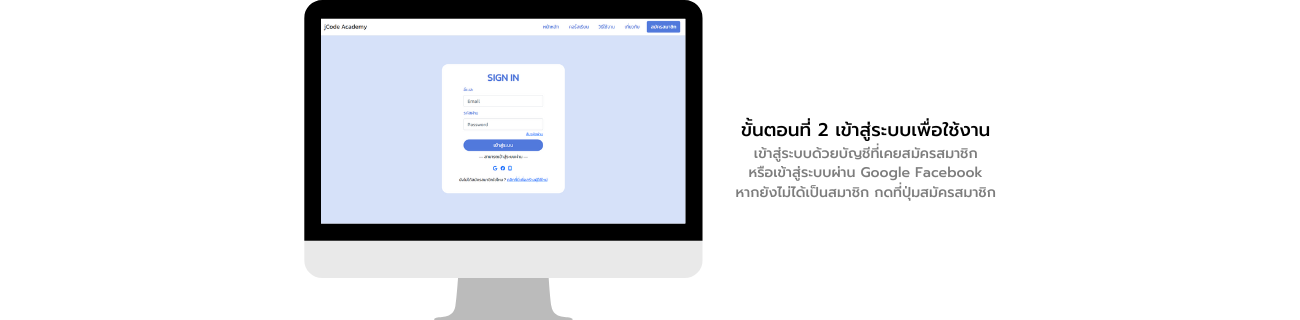 jCode Academy
หน้าหลัก คอร์สเรียน วิธีใช้งาน เกี่ยวกับ สมัครสมาชิก
SIGN IN
อีเมล
Email
รหัสผ่าน
Password
ลืมรหัสผ่าน
เข้าสู่ระบบ
สามารถเข้าสู่ระบบผ่าน
ขั้นตอนที่ 2 เข้าสู่ระบบเพื่อใช้งาน
เข้าสู่ระบบด้วยบัญชีที่เคยสมัครสมาชิก
หรือเข้าสู่ระบบผ่าน Google Facebook
หากยังไม่ได้เป็นสมาชิก กดที่ปุ่มสมัครสมาชิก